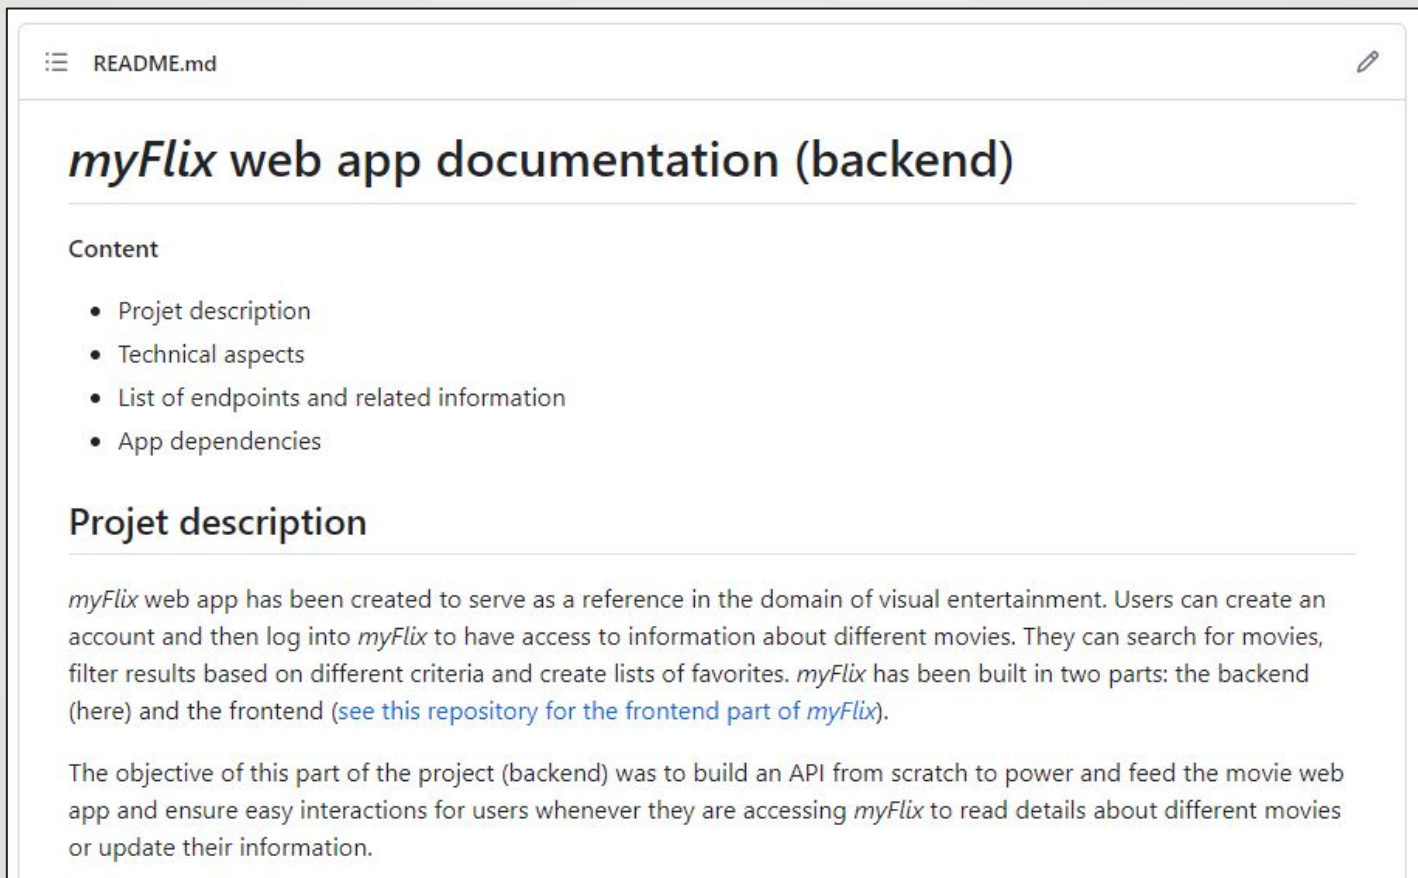 README.md
myFlix web app documentation (backend)
Content
Projet description
Technical aspects
List of endpoints and related information
App dependencies
Projet description
myFlix web app has been created to serve as a reference in the domain of visual entertainment. Users can create an
account and then log into myFlix to have access to information about different movies. They can search for movies,
filter results based on different criteria and create lists of favorites. myFlix has been built in two parts: the backend
(here) and the frontend (see this repository for the frontend part of myFlix).
The objective of this part of the project (backend) was to build an API from scratch to power and feed the movie web
app and ensure easy interactions for users whenever they are accessing myFlix to read details about different movies
or update their information.